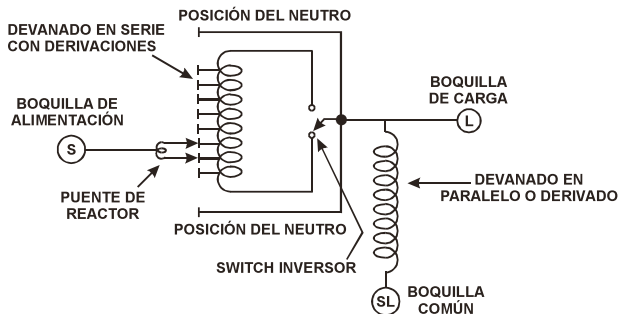 POSICIÓN DEL NEUTRO
DEVANADO EN SERIE
CON DERIVACIONES
BOQUILLA
DE CARGA
BOQUILLA DE
ALIMENTACIÓN
L
S
DEVANADO EN
PARALELO O DERIVADO
PUENTE DE
REACTOR
POSICIÓN DEL NEUTRO
SWITCH INVERSOR
SL
BOQUILLA
COMÚN